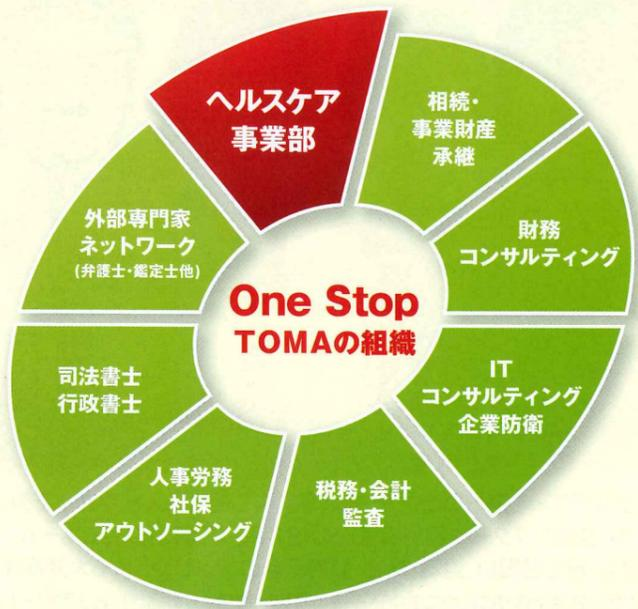 ヘルスケア
事業部
相続・
事業財産
承継
財務
コンサルティング
IT
コンサルティング
企業防衛
税務・会計
監査
人事労務
社保
アウトソーシング
司法書士
行政書士
外部専門家
ネットワーク
(弁護士・鑑定士他)
One Stop
TOMAの組織